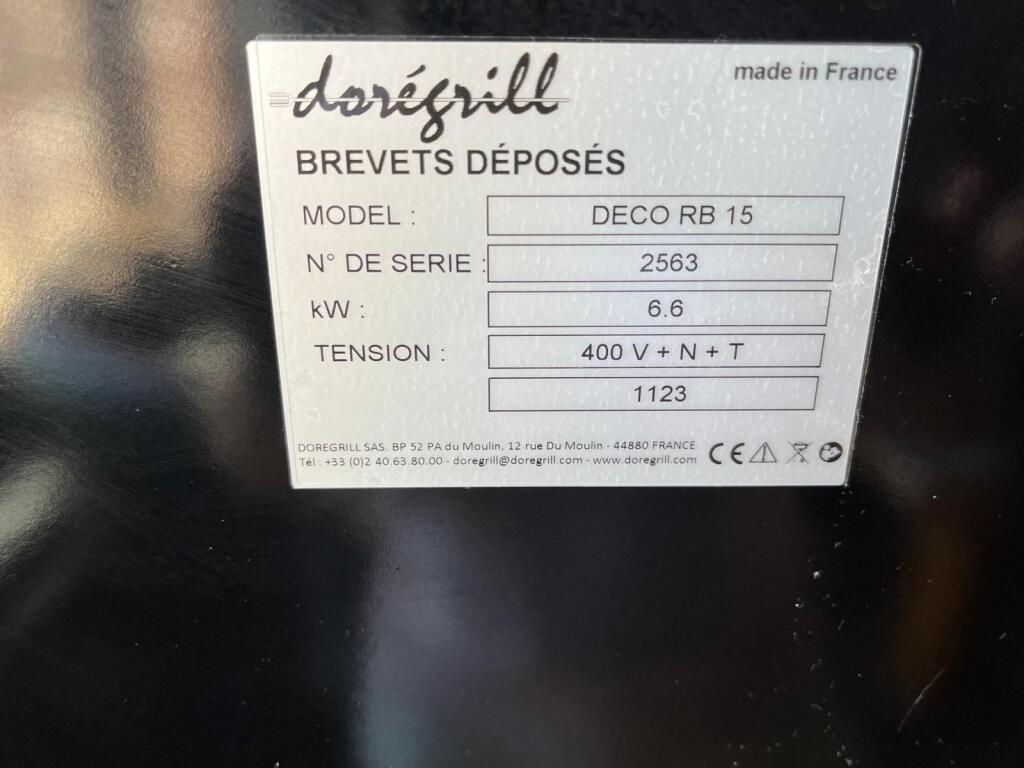 dorégrill
made in France
BREVETS DÉPOSÉS
MODEL : DECO RB 15
N° DE SERIE : 2563
kW : 6.6
TENSION : 400 V + N + T
1123
DOREGRILL SAS. BP 52 PA du Moulin, 12 rue Du Moulin - 44880 FRANCE
Tél : +33 (0)2 40.63.80.00 - doregrill@doregrill.com - www.doregrill.com
CE